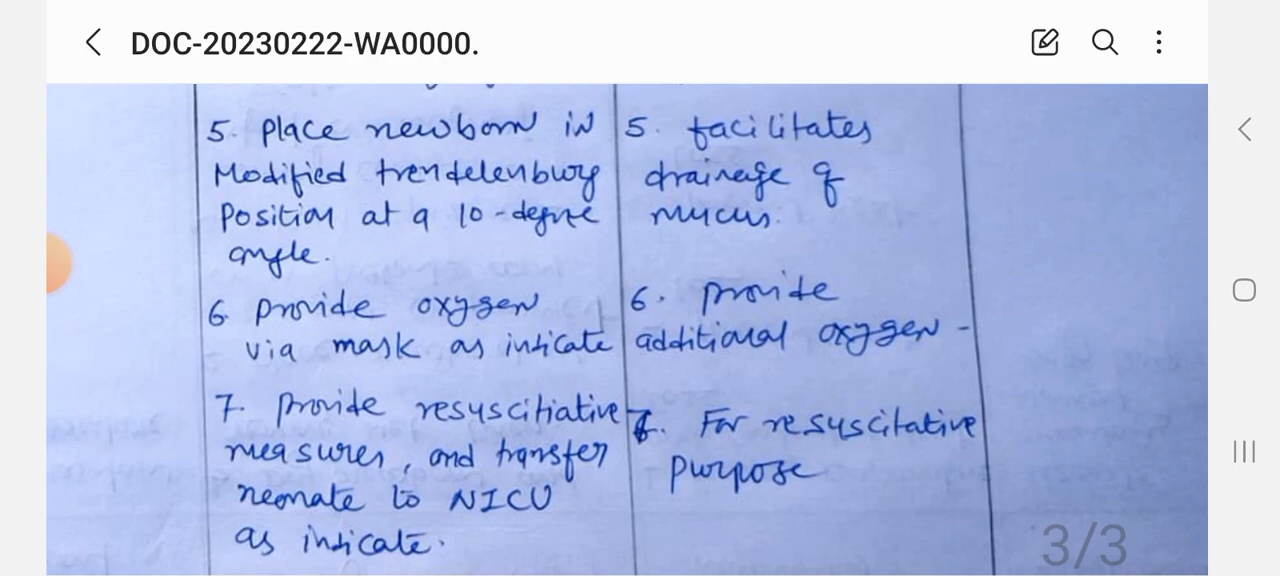 DOC-20230222-WA0000.
5. Place newborn in
Modified trendelenburg
Position at a 10-degree
angle.
6. Provide oxygen
via mask as indicate
7. Provide resuscitiative
measures, and transfer
neonate to NICU
as indicate.
5. facilitates
drainage of
mucus.
6. provide
additional oxygen -
7. For resuscitative
purpose
3/3